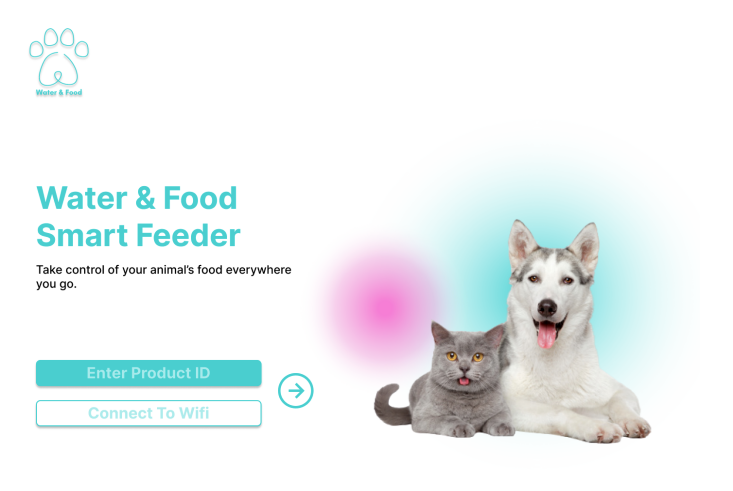 Water & Food
Water & Food
Smart Feeder
Take control of your animal's food everywhere
you go.
Enter Product ID
Connect To Wifi